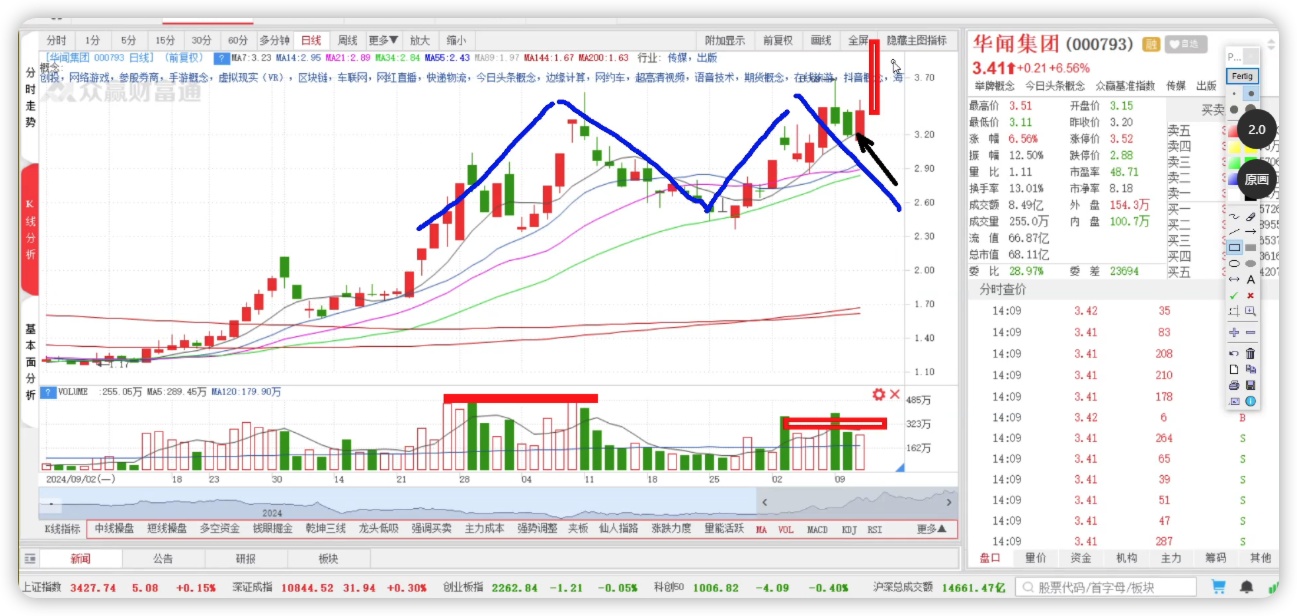 分时 1分 5分 15分 30分 60分 多分钟 日线 周线 更多▼ 放大 缩小 附加显示 前复权 画线 全屏 隐藏主图指标
[华闻集团 000793 日线] (前复权) ? MA7:3.23 MA14:2.95 MA21:2.89 MA34:2.84 MA55:2.43 MA89:1.97 MA144:1.67 MA200:1.63 行业: 传媒, 出版
概念:
创投, 网络游戏, 参股券商, 手游概念, 虚拟现实 (VR), 区块链, 车联网, 网红直播, 快递物流, 今日头条概念, 边缘计算, 网约车, 超高清视频, 语音技术, 期货概念, 在线旅游, 抖音概念, 海
众赢财富通
分时走势
K线分析
基本面分析
3.70
3.20
2.90
2.60
2.30
2.00
1.70
1.40
1.10
1.17
? VOLUME :255.05万 MA5:289.45万 MA120:179.90万
485万
323万
162万
2024/09/02(一) 18 23 30 14 21 28 04 11 18 25 02 09
2024
K线指标 中线操盘 短线操盘 多空资金 钱眼掘金 乾坤三线 龙头低吸 强调买卖 主力成本 强势调整 夹板 仙人指路 涨跃力度 量能活跃 MA VOL MACD KDJ RSI 更多▲
新闻 公告 研报 板块
华闻集团 (000793) 融
3.41 +0.21 +6.56%
举牌概念 今日头条概念 众赢基准指数 传媒 出版
最高价 3.51 开盘价 3.15
最低价 3.11 昨收价 3.20
涨 幅 6.56% 涨停价 3.52
振 幅 12.50% 跌停价 2.88
量 比 1.11 市盈率 48.71
换手率 13.01% 市净率 8.18
成交额 8.49亿 外 盘 154.3万
成交量 255.0万 内 盘 100.7万
流 值 66.87亿
总市值 68.11亿
委 比 28.97% 委 差 23694
买卖
卖五
卖四
卖三
卖二
卖一
买一
买二
买三
买四
买五
Fertig
2.0
原画
A
分时查价
14:09 3.42 35
14:09 3.41 83
14:09 3.41 208
14:09 3.41 210
14:09 3.41 178
14:09 3.42 6 B
14:09 3.41 264 S
14:09 3.41 65 S
14:09 3.41 39 S
14:09 3.41 51 S
14:09 3.41 47 S
14:09 3.41 287 S
盘口 量价 资金 机构 主力 筹码 其他
上证指数 3427.74 5.08 +0.15% 深证成指 10844.52 31.94 +0.30% 创业板指 2262.84 -1.21 -0.05% 科创50 1006.82 -4.09 -0.40% 沪深总成交额 14661.47亿 股票代码/首字母/板块